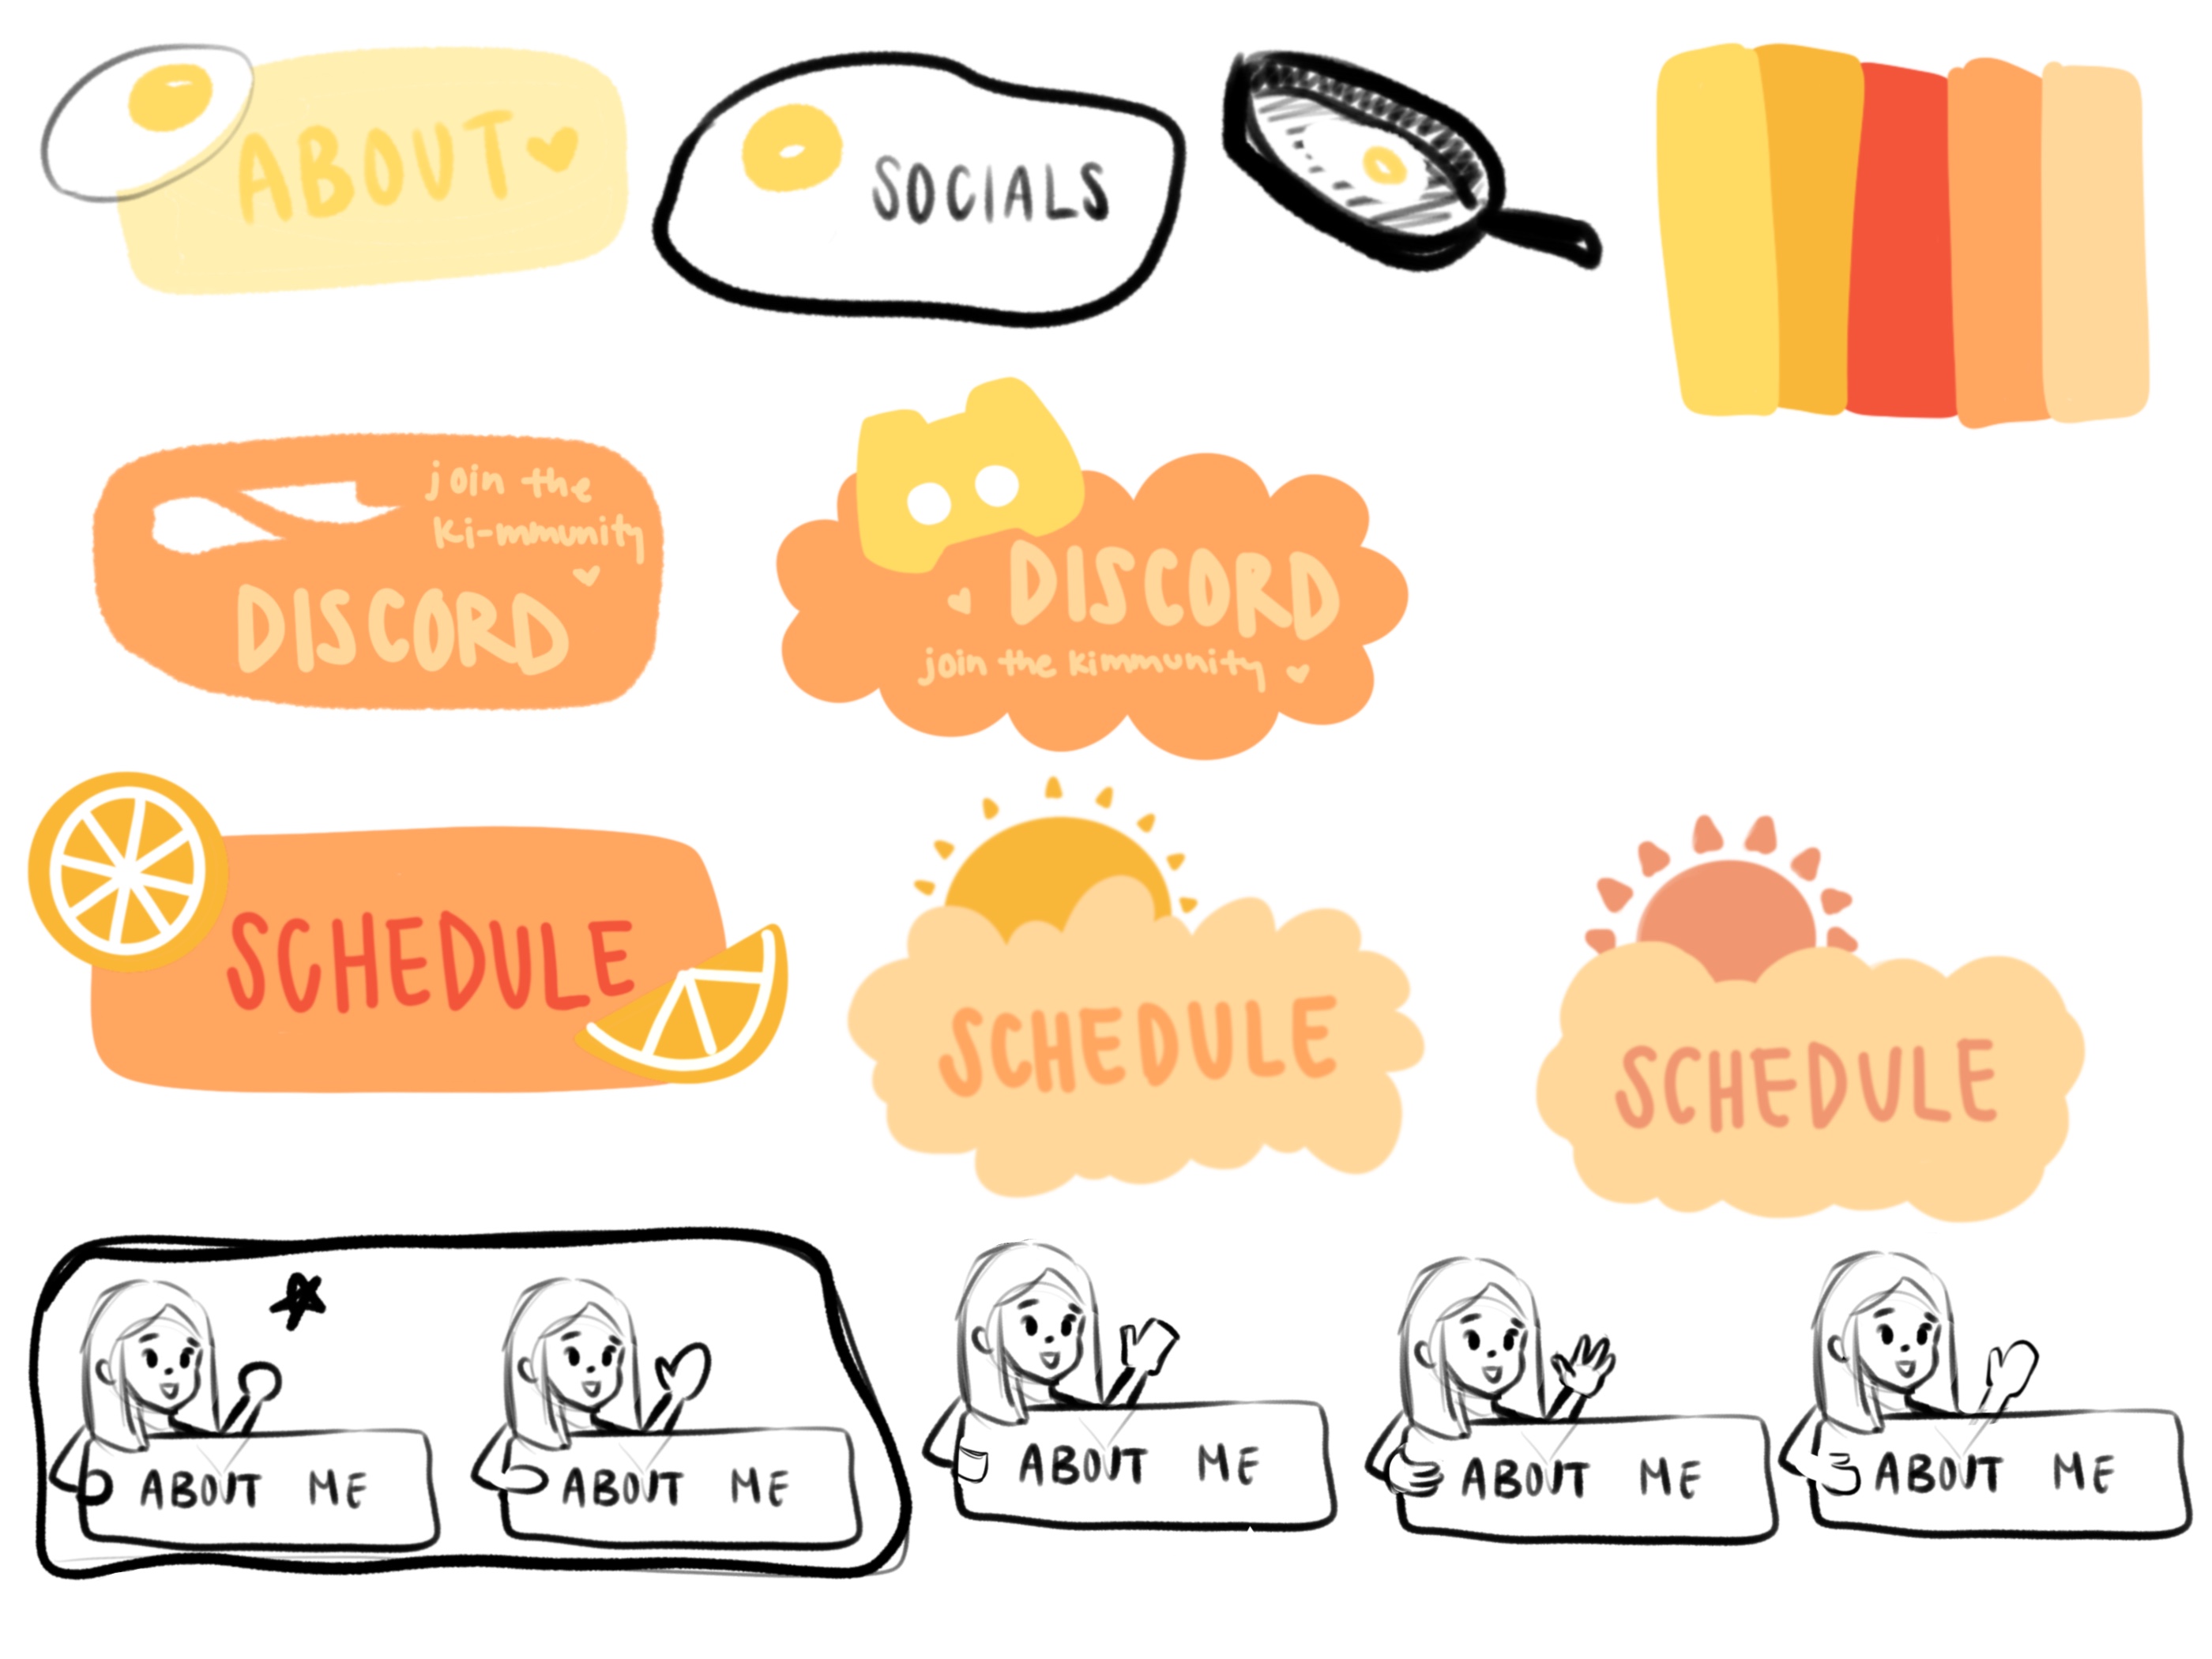 ABOUT
SOCIALS
join the
ki-mmunity
DISCORD
DISCORD
join the kimmunity
SCHEDULE
SCHEDULE
SCHEDULE
ABOUT ME
ABOUT ME
ABOUT ME
ABOUT ME
ABOUT ME